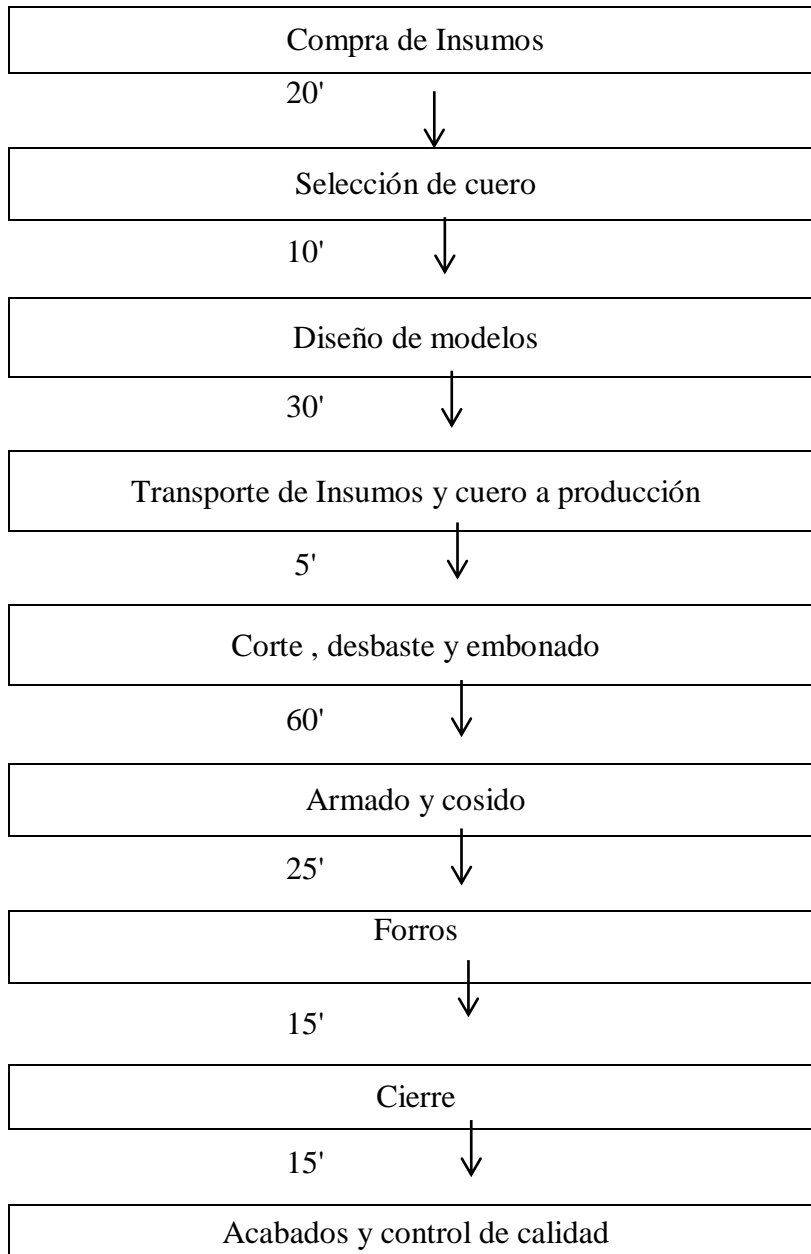 Compra de Insumos
20'
Selección de cuero
10'
Diseño de modelos
30'
Transporte de Insumos y cuero a producción
5'
Corte , desbaste y embonado
60'
Armado y cosido
25'
Forros
15'
Cierre
15'
Acabados y control de calidad